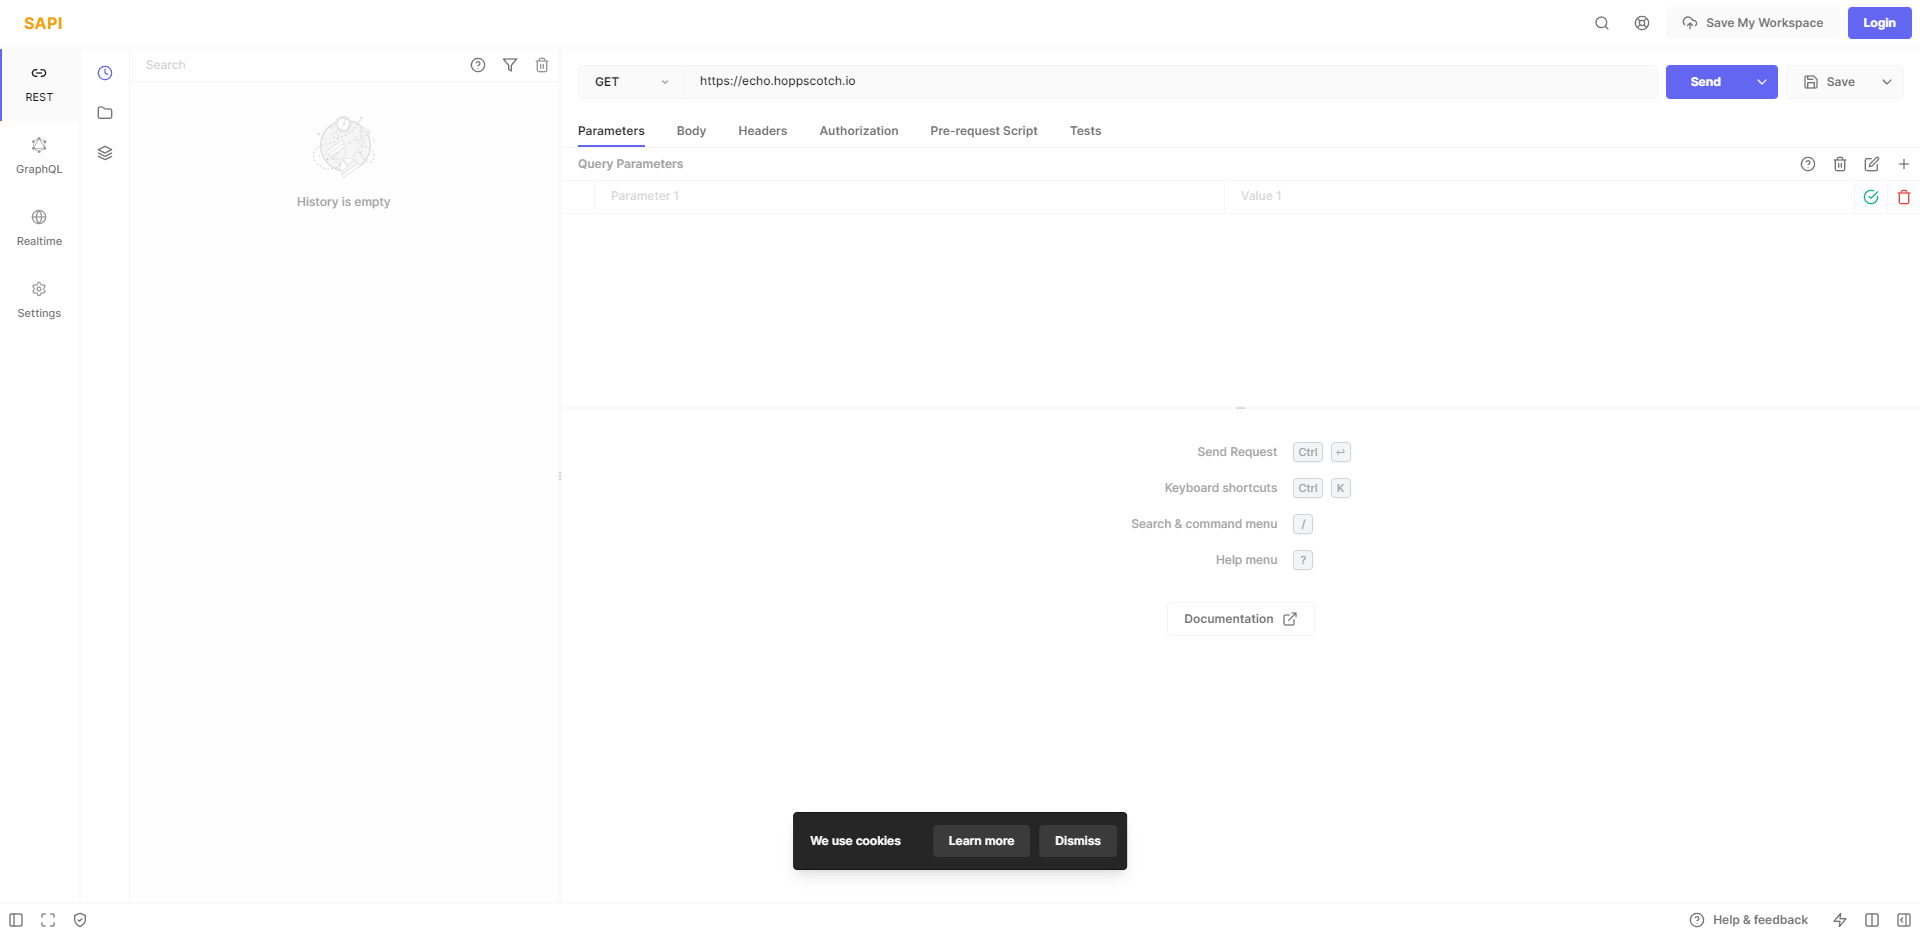 SAPI
Save My Workspace
Login
REST
GraphQL
Realtime
Settings
Search
History is empty
GET
https://echo.hoppscotch.io
Send
Save
Parameters
Body
Headers
Authorization
Pre-request Script
Tests
Query Parameters
Parameter 1
Value 1
Send Request
Ctrl
↩
Keyboard shortcuts
Ctrl
K
Search & command menu
/
Help menu
?
Documentation
We use cookies
Learn more
Dismiss
Help & feedback